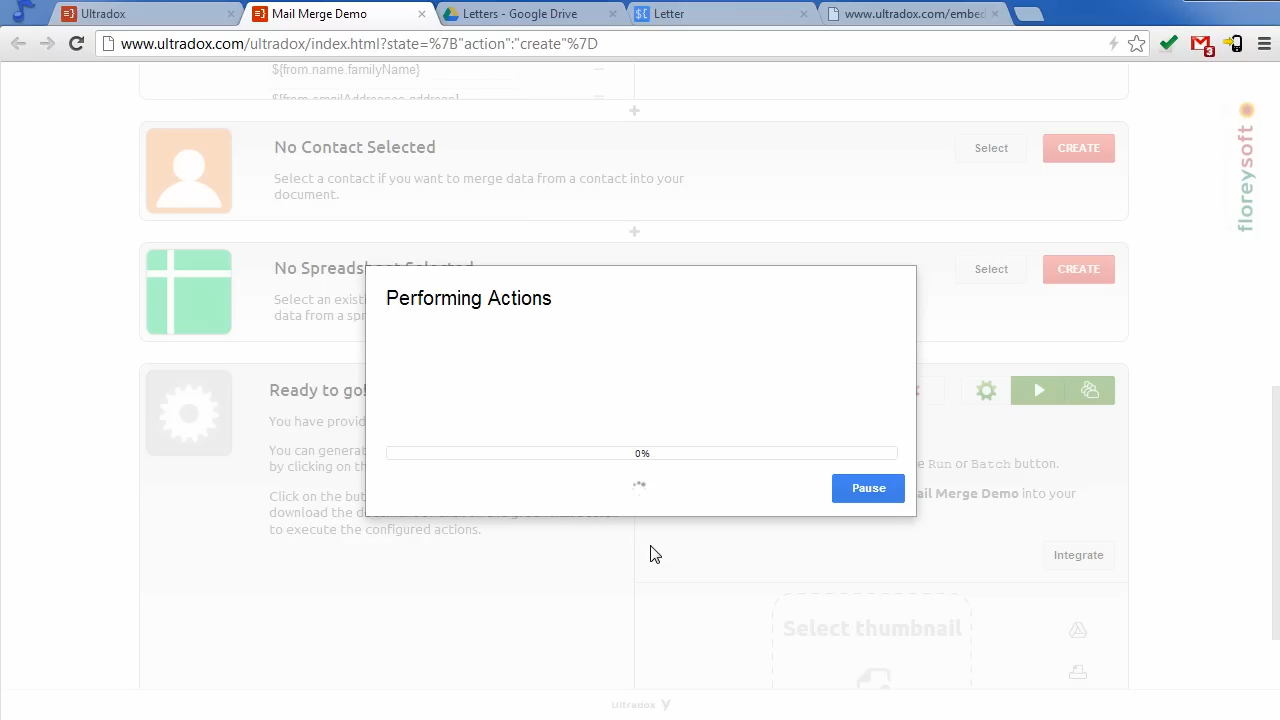 Ultradox
Mail Merge Demo
Letters - Google Drive
Letter
www.ultradox.com/embed
www.ultradox.com/ultradox/index.html?state=%7B"action":"create"%7D
3
${from.name.familyName}
No Contact Selected
Select
CREATE
Select a contact if you want to merge data from a contact into your
document.
floreysoft
No Spreadsheet Selected
Select
CREATE
Select an exist
data from a spr
Performing Actions
Ready to go!
You have provid
You can generat
by clicking on th
0%
e Run or Batch button.
Pause
Click on the but
ail Merge Demo into your
download the d
to execute the configured actions.
Integrate
Select thumbnail
Ultradox